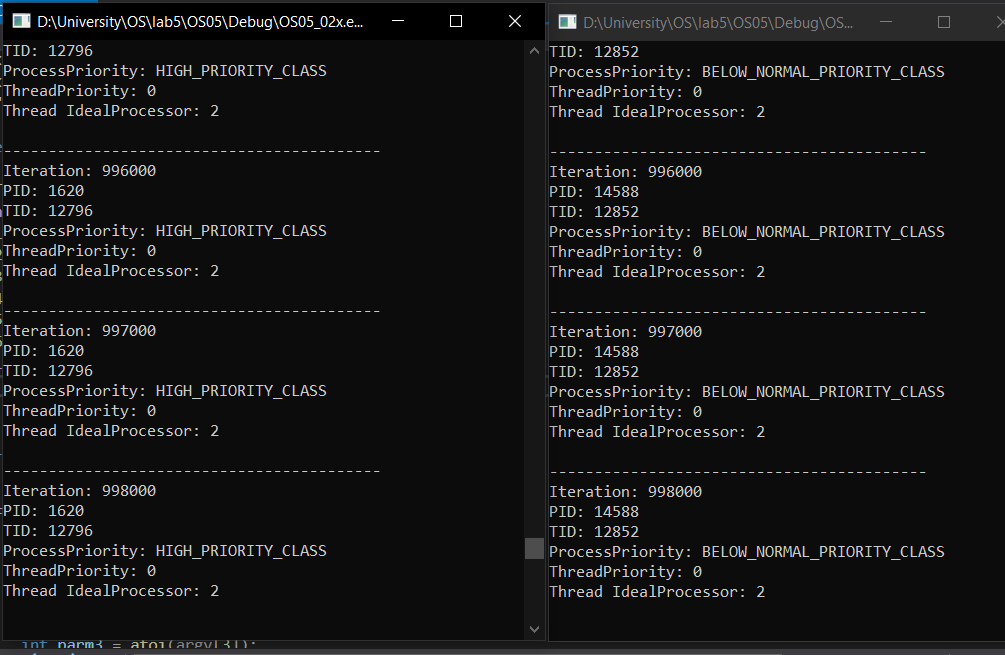 D:\University\OS\lab5\OS05\Debug\OS05_02x.e...
TID: 12796
ProcessPriority: HIGH_PRIORITY_CLASS
ThreadPriority: 0
Thread IdealProcessor: 2
-------------------------------------------
Iteration: 996000
PID: 1620
TID: 12796
ProcessPriority: HIGH_PRIORITY_CLASS
ThreadPriority: 0
Thread IdealProcessor: 2
-------------------------------------------
Iteration: 997000
PID: 1620
TID: 12796
ProcessPriority: HIGH_PRIORITY_CLASS
ThreadPriority: 0
Thread IdealProcessor: 2
-------------------------------------------
Iteration: 998000
PID: 1620
TID: 12796
ProcessPriority: HIGH_PRIORITY_CLASS
ThreadPriority: 0
Thread IdealProcessor: 2
D:\University\OS\lab5\OS05\Debug\OS...
TID: 12852
ProcessPriority: BELOW_NORMAL_PRIORITY_CLASS
ThreadPriority: 0
Thread IdealProcessor: 2
-------------------------------------------
Iteration: 996000
PID: 14588
TID: 12852
ProcessPriority: BELOW_NORMAL_PRIORITY_CLASS
ThreadPriority: 0
Thread IdealProcessor: 2
-------------------------------------------
Iteration: 997000
PID: 14588
TID: 12852
ProcessPriority: BELOW_NORMAL_PRIORITY_CLASS
ThreadPriority: 0
Thread IdealProcessor: 2
-------------------------------------------
Iteration: 998000
PID: 14588
TID: 12852
ProcessPriority: BELOW_NORMAL_PRIORITY_CLASS
ThreadPriority: 0
Thread IdealProcessor: 2
int parm3 = atoi(argv[3]);